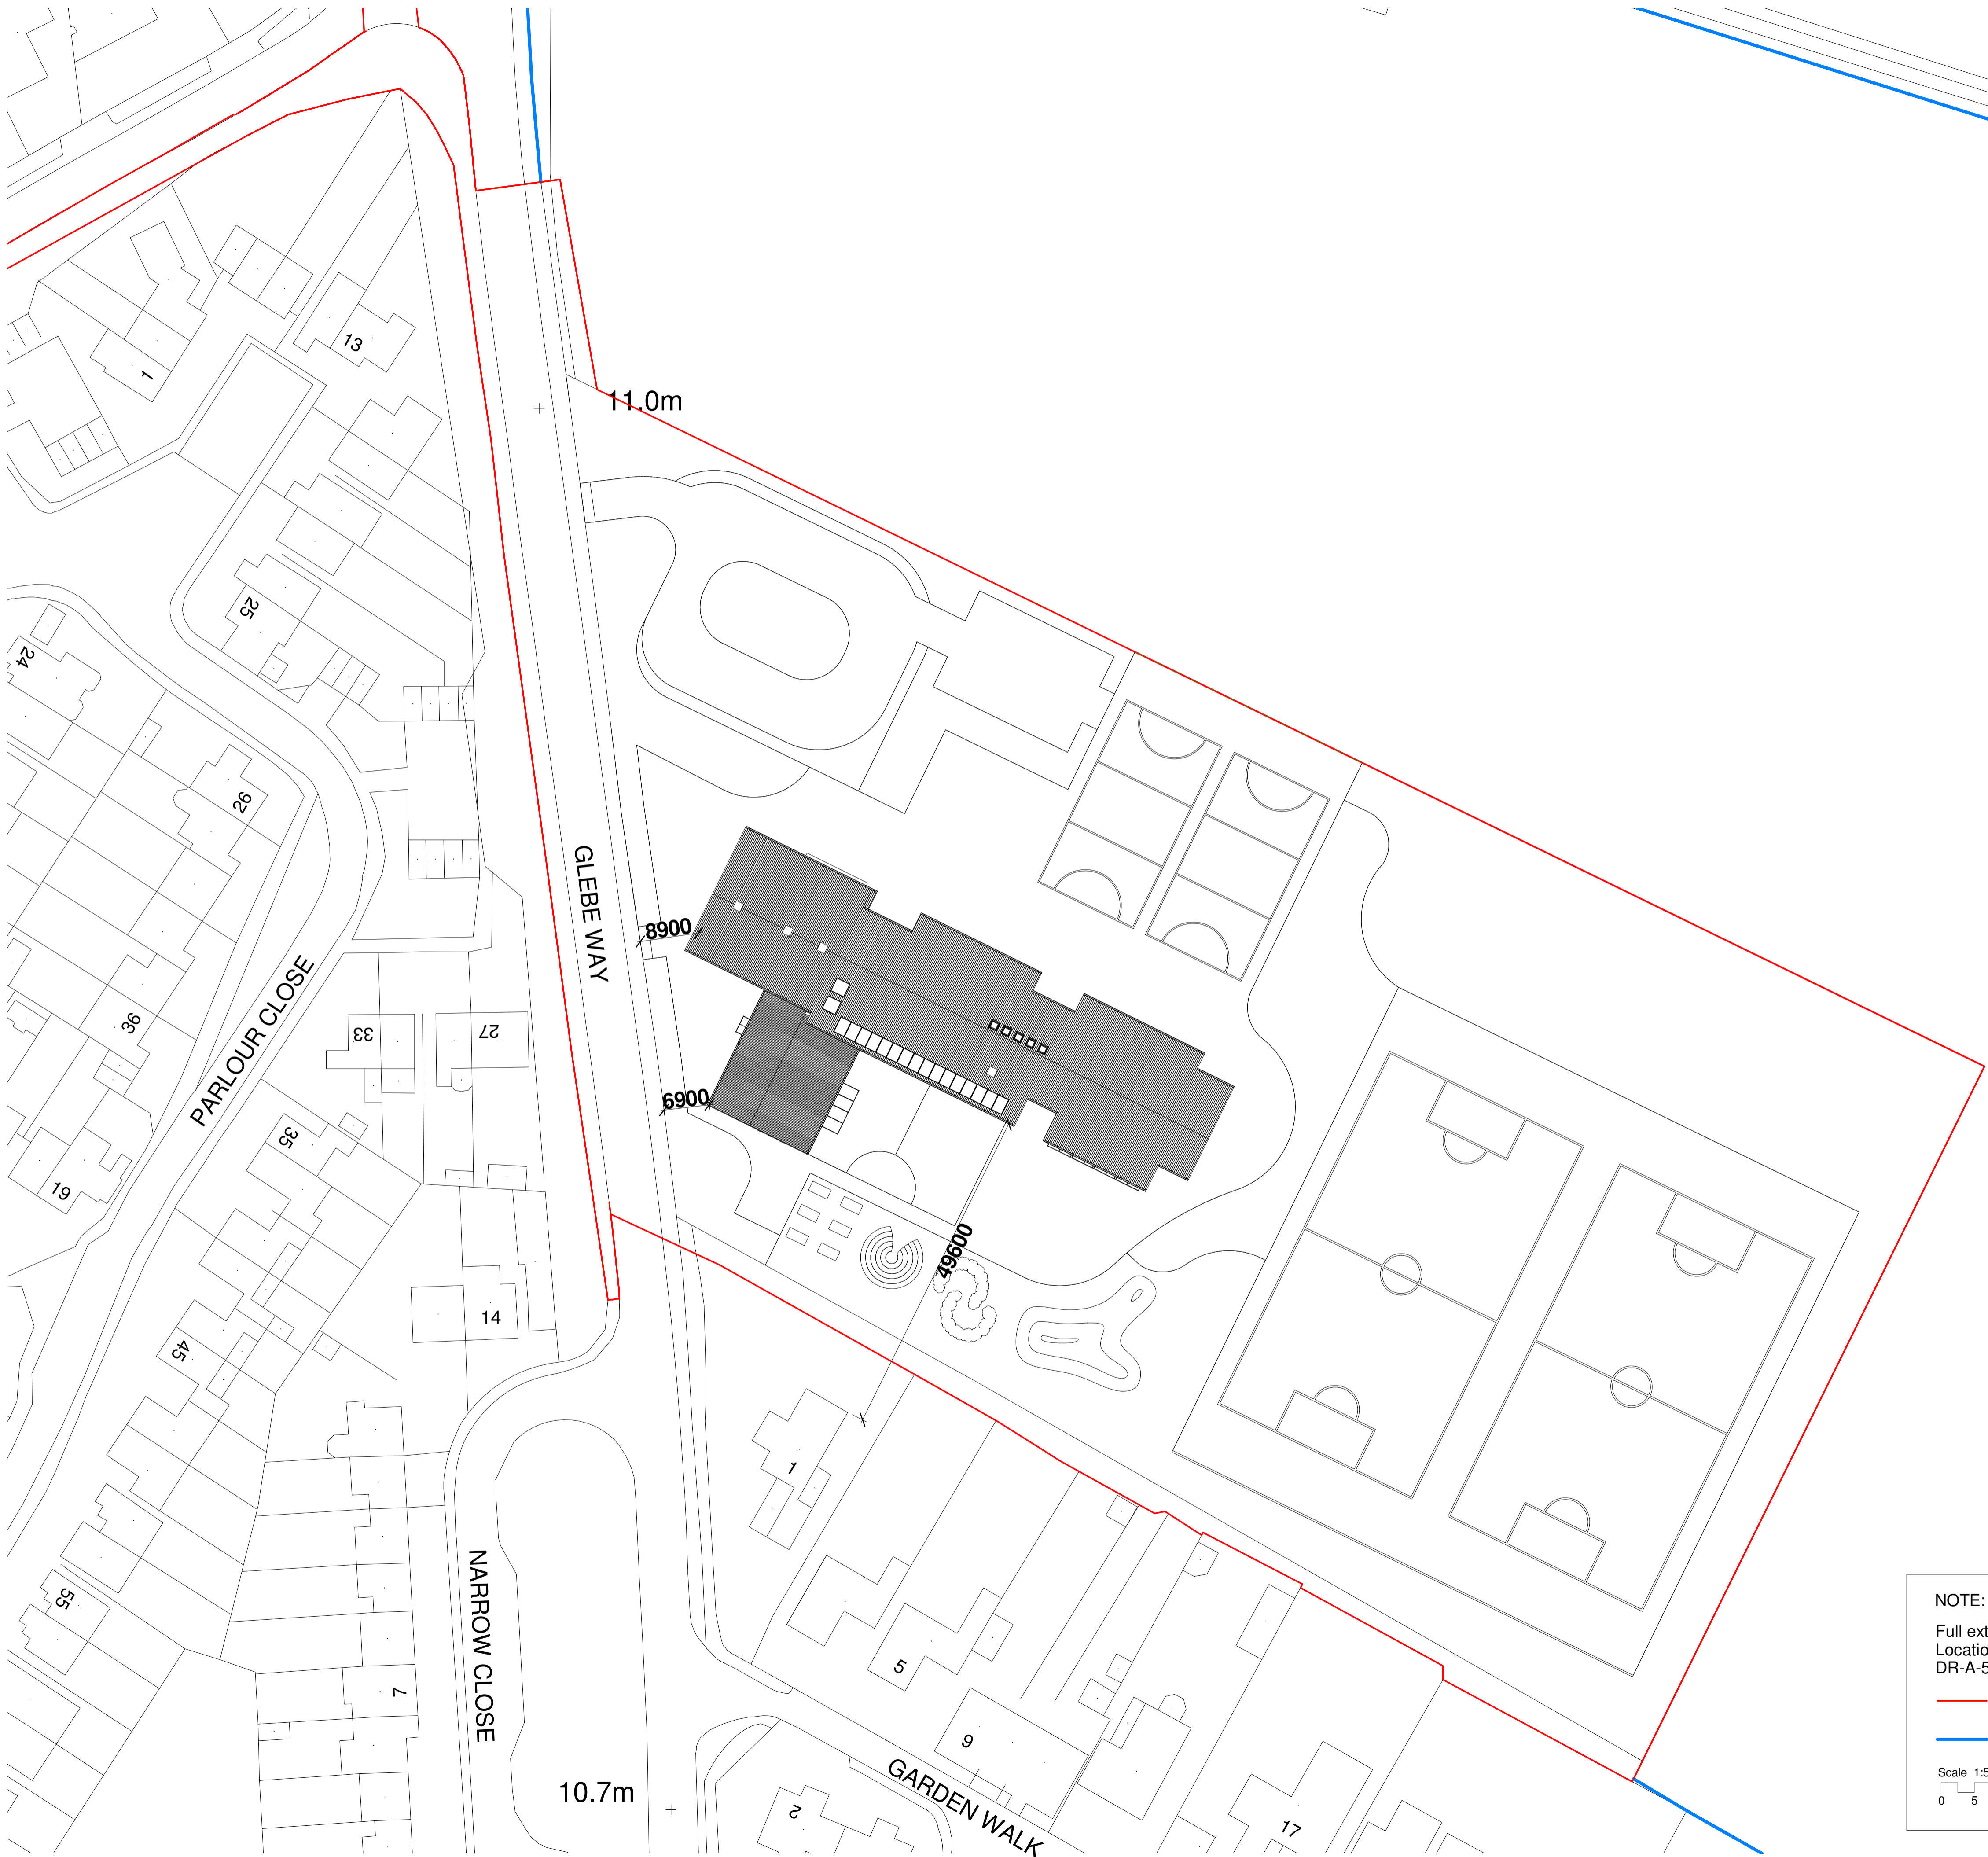 11.0m
13
1
25
24
26
GLEBE WAY
8900
PARLOUR CLOSE
36
33
27
6900
35
19
49600
14
45
1
NARROW CLOSE
55
5
7
9
10.7m
GARDEN WALK
2
17
NOTE:
Full ext
Locatio
DR-A-5
Scale 1:5
0 5